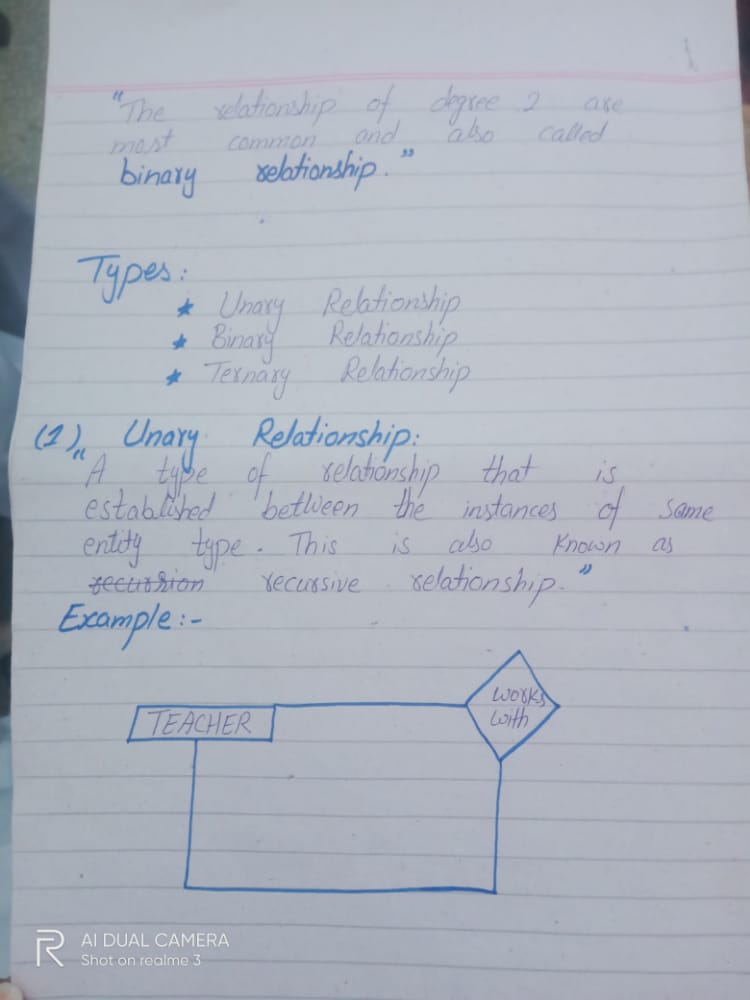 "The relationship of degree 2 are
most common and also called
binary relationship."
Types:
★ Unary Relationship
★ Binary Relationship
★ Ternary Relationship
(1) Unary Relationship:
"A type of relationship that is
established between the instances of same
entity type. This is also known as
recursion recursive relationship."
Example:-
works
with
TEACHER
R AI DUAL CAMERA
Shot on realme 3